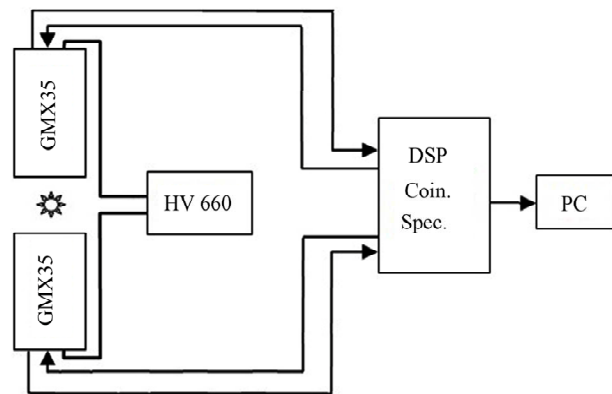 GMX35
HV 660
GMX35
DSP
Coin.
Spec.
PC